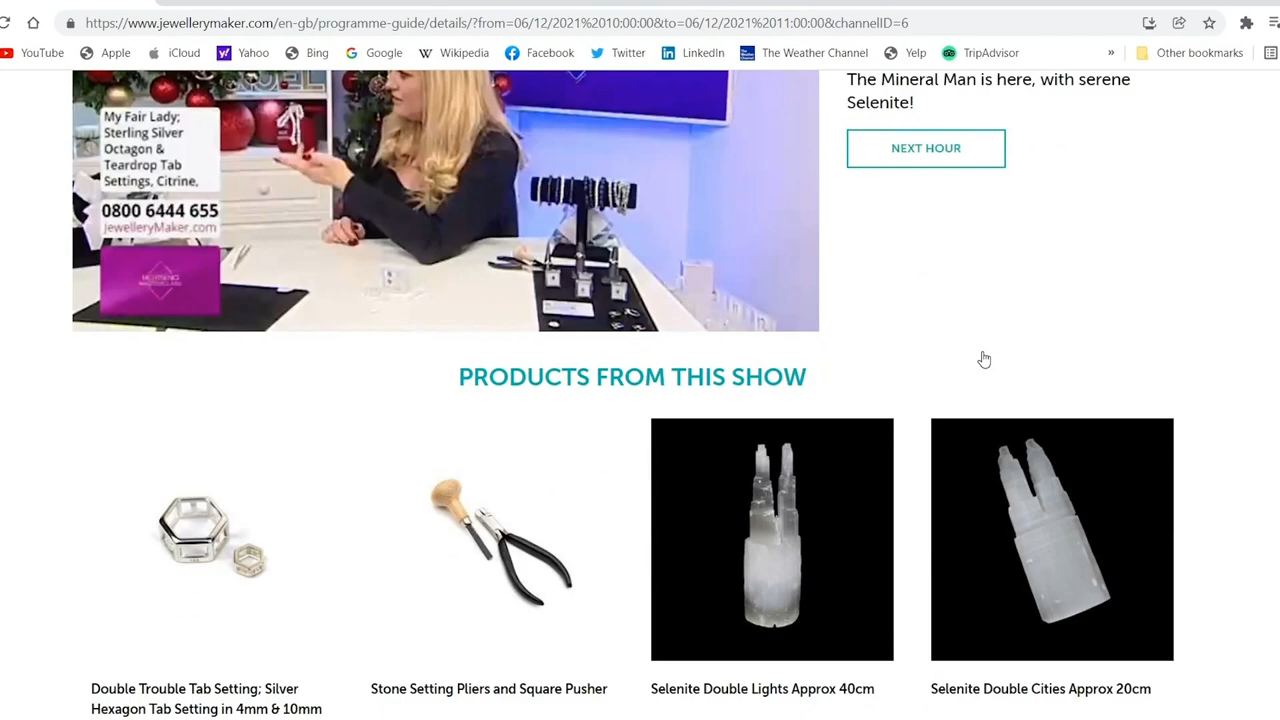 https://www.jewellerymaker.com/en-gb/programme-guide/details/?from=06/12/2021%2010:00:00&to=06/12/2021%2011:00:00&channelID=6
YouTube Apple iCloud Yahoo Bing Google Wikipedia Facebook Twitter LinkedIn The Weather Channel Yelp TripAdvisor » Other bookmarks
The Mineral Man is here, with serene
Selenite!
NEXT HOUR
My Fair Lady;
Sterling Silver
Octagon &
Teardrop Tab
Settings, Citrine,
0800 6444 655
JewelleryMaker.com
PRODUCTS FROM THIS SHOW
Double Trouble Tab Setting; Silver
Hexagon Tab Setting in 4mm & 10mm
Stone Setting Pliers and Square Pusher
Selenite Double Lights Approx 40cm
Selenite Double Cities Approx 20cm